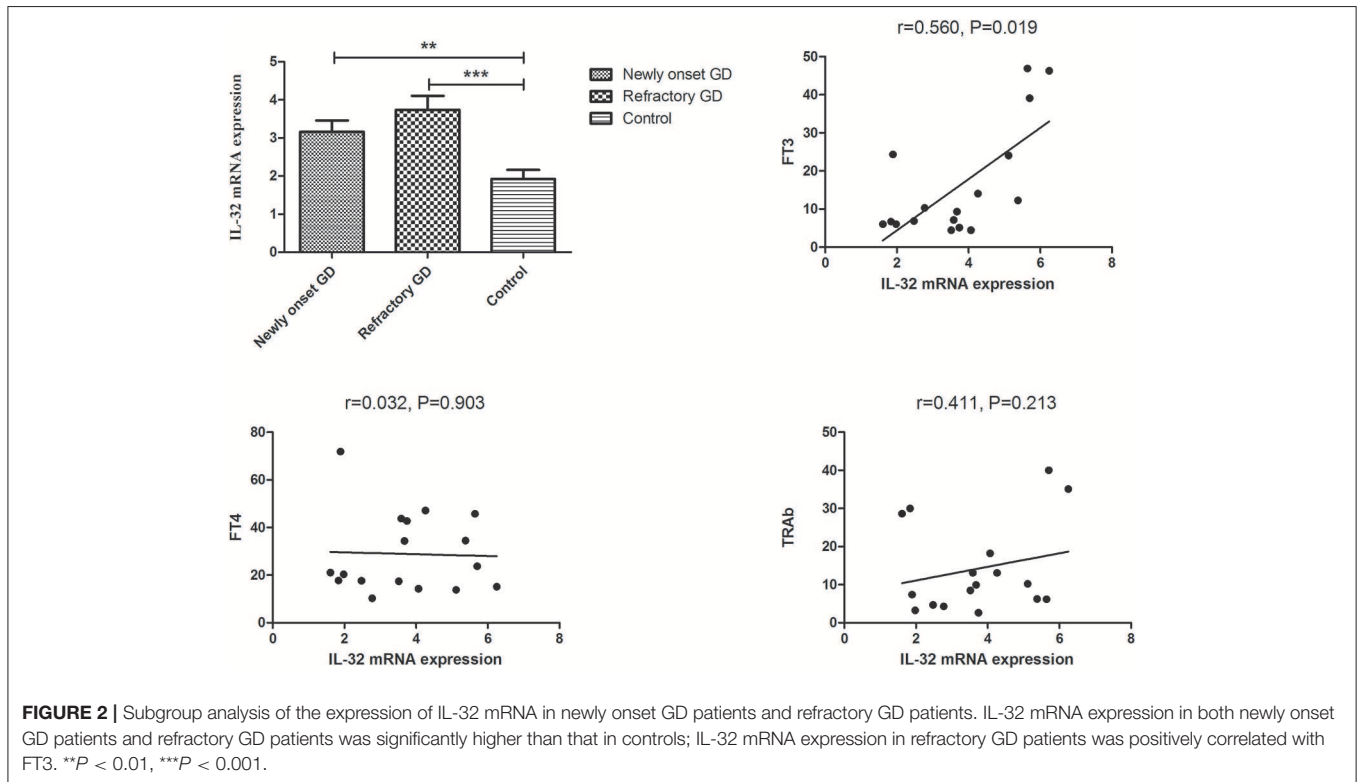 **
***
5
4
3
2
1
0
IL-32 mRNA expression
Newly onset GD
Refractory GD
Control
Newly onset GD
Refractory GD
Control
r=0.560, P=0.019
50
40
30
20
10
0
FT3
0 2 4 6 8
IL-32 mRNA expression
r=0.032, P=0.903
80
60
40
20
0
FT4
0 2 4 6 8
IL-32 mRNA expression
r=0.411, P=0.213
50
40
30
20
10
0
TRAb
0 2 4 6 8
IL-32 mRNA expression
FIGURE 2 | Subgroup analysis of the expression of IL-32 mRNA in newly onset GD patients and refractory GD patients. IL-32 mRNA expression in both newly onset
GD patients and refractory GD patients was significantly higher than that in controls; IL-32 mRNA expression in refractory GD patients was positively correlated with
FT3. **P < 0.01, ***P < 0.001.